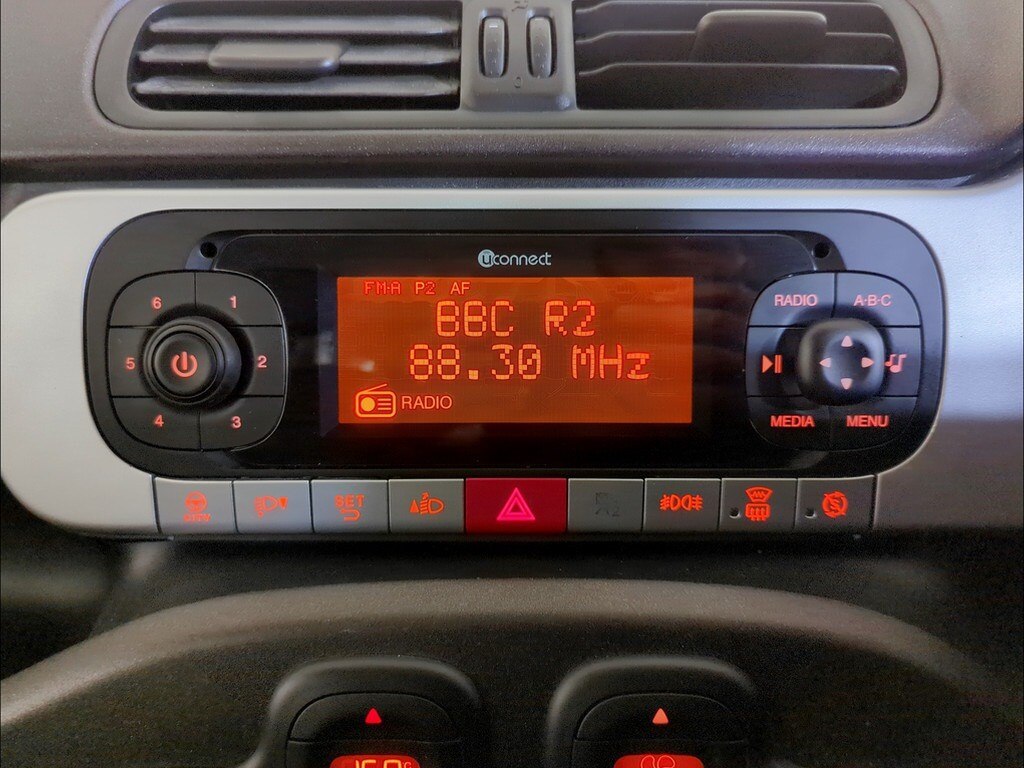 uconnect
FM-A P2 AF
BBC R2
88.30 MHz
RADIO
6 1
5 2
4 3
RADIO A-B-C
MEDIA MENU
CITY
SET